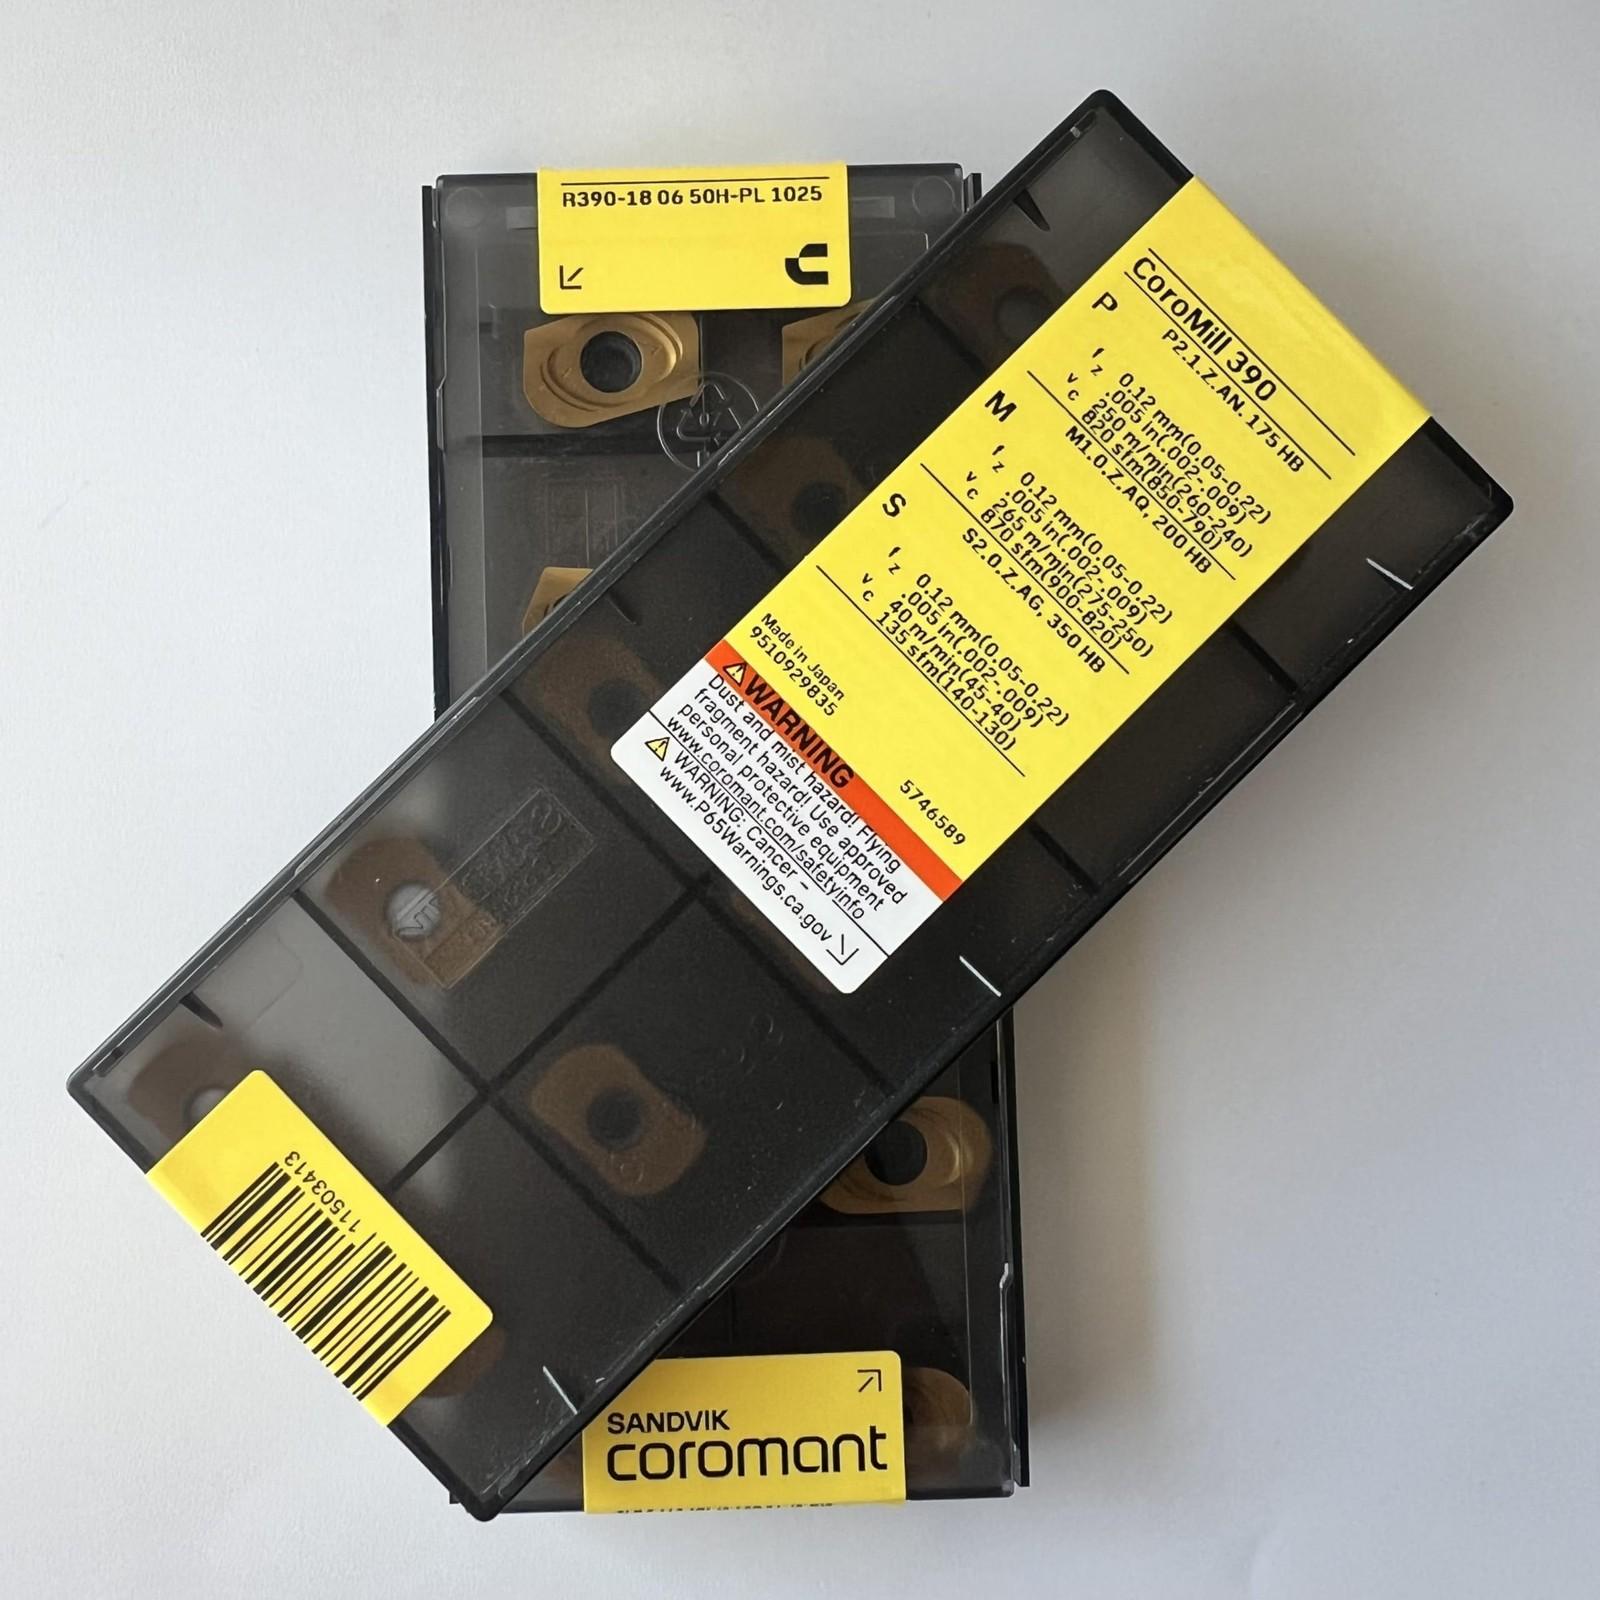 R390-18 06 50H-PL 1025
CoroMill 390
P
P2.1.Z.AN. 175 HB
fz 0.12 mm(0.05-0.22)
.005 in(.002-.009)
vc 250 m/min(260-240)
820 sfm(850-790)
M
M1.0.Z.AQ, 200 HB
fz 0.12 mm(0.05-0.22)
.005 in(.002-.009)
vc 265 m/min(275-250)
870 sfm(900-820)
S
S2.0.Z.AG, 350 HB
fz 0.12 mm(0.05-0.22)
.005 in(.002-.009)
vc 40 m/min(45-40)
135 sfm(140-130)
Made in Japan
9510929835
5746589
WARNING
Dust and mist hazard! Flying
fragment hazard! Use approved
personal protective equipment
www.coromant.com/safetyinfo
WARNING: Cancer –
www.P65Warnings.ca.gov
11503413
SANDVIK
coromant